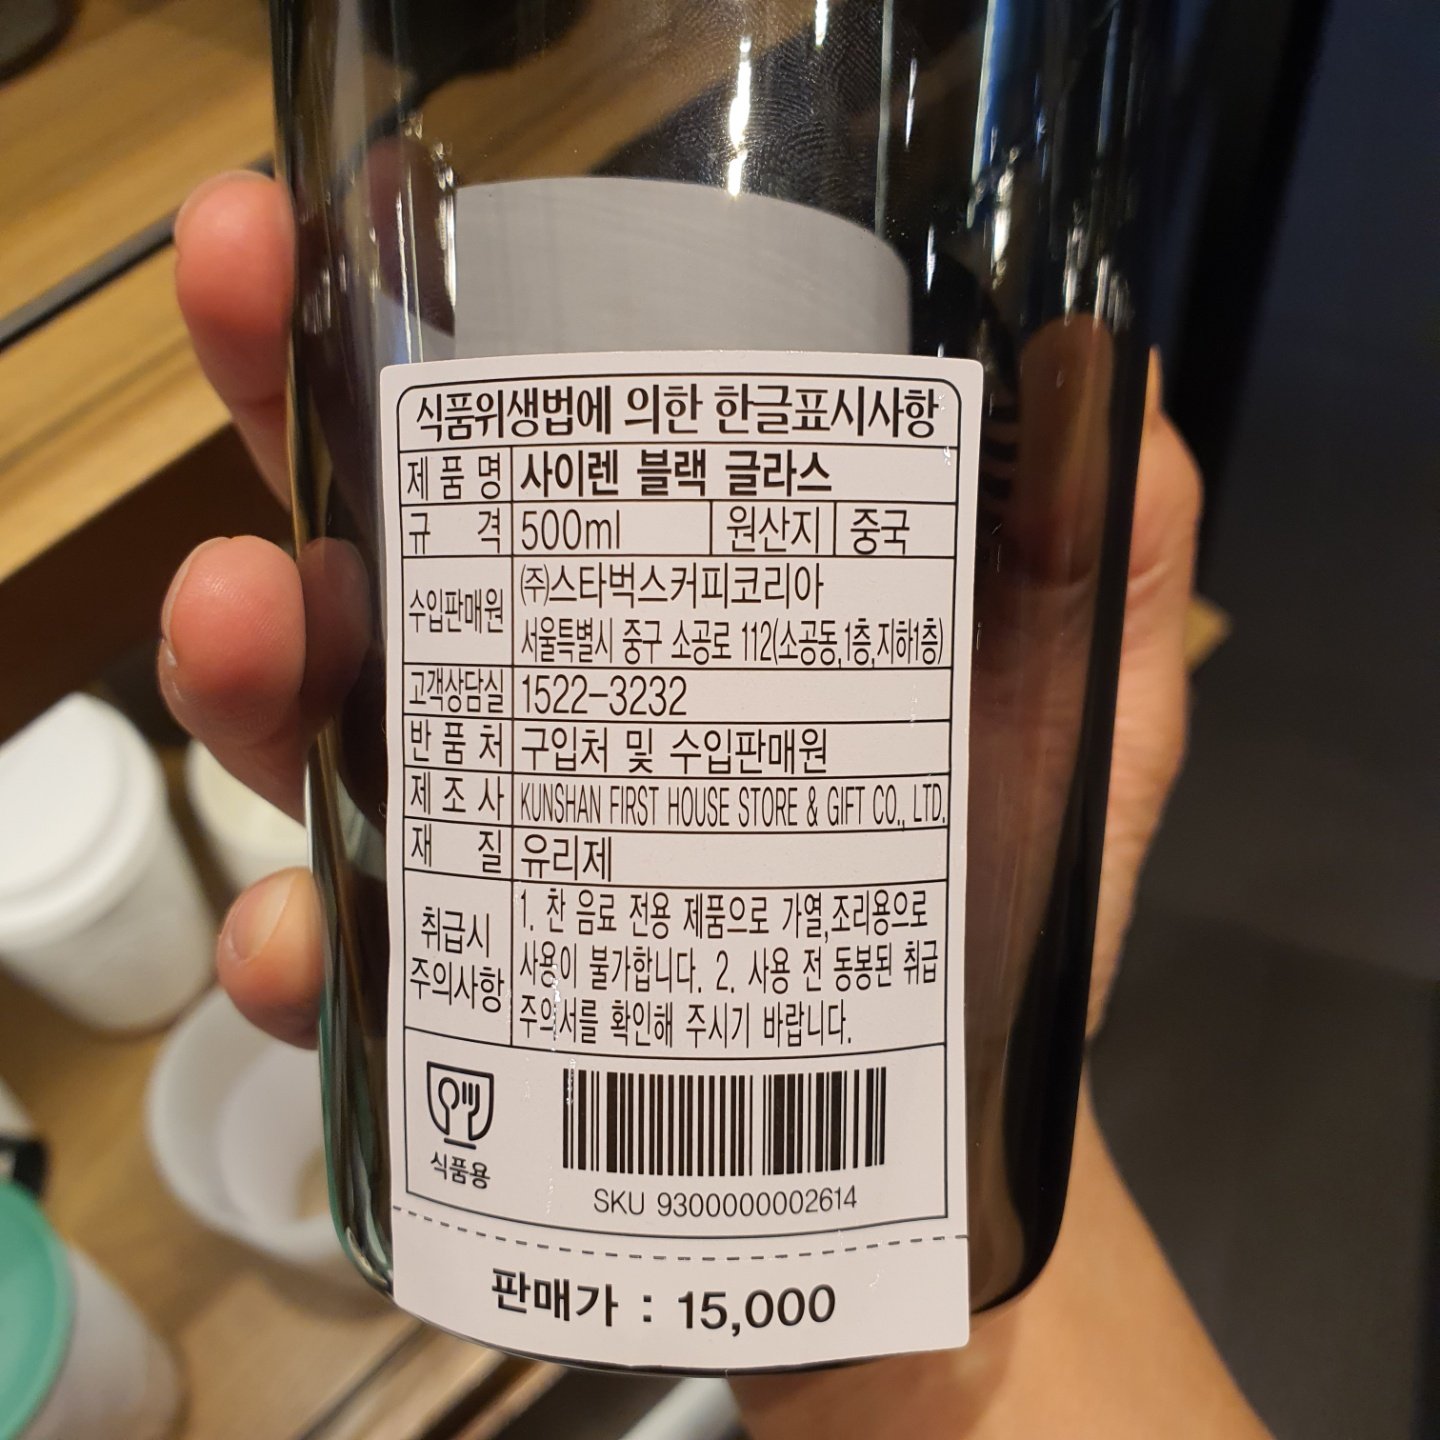 식품위생법에 의한 한글표시사항
제 품 명 사이렌 블랙 글라스
규 격 500ml 원산지 중국
수입판매원 ㈜스타벅스커피코리아
서울특별시 중구 소공로 112(소공동,1층,지하1층)
고객상담실 1522-3232
반 품 처 구입처 및 수입판매원
제 조 사 KUNSHAN FIRST HOUSE STORE & GIFT CO., LTD.
재 질 유리제
취급시
주의사항
1. 찬 음료 전용 제품으로 가열,조리용으로
사용이 불가합니다. 2. 사용 전 동봉된 취급
주의서를 확인해 주시기 바랍니다.
식품용
SKU 9300000002614
판매가 : 15,000